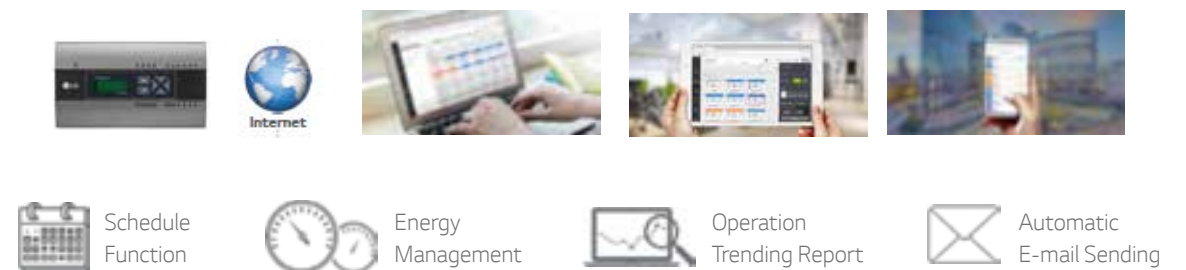 Internet
Schedule
Function
Energy
Management
Operation
Trending Report
Automatic
E-mail Sending